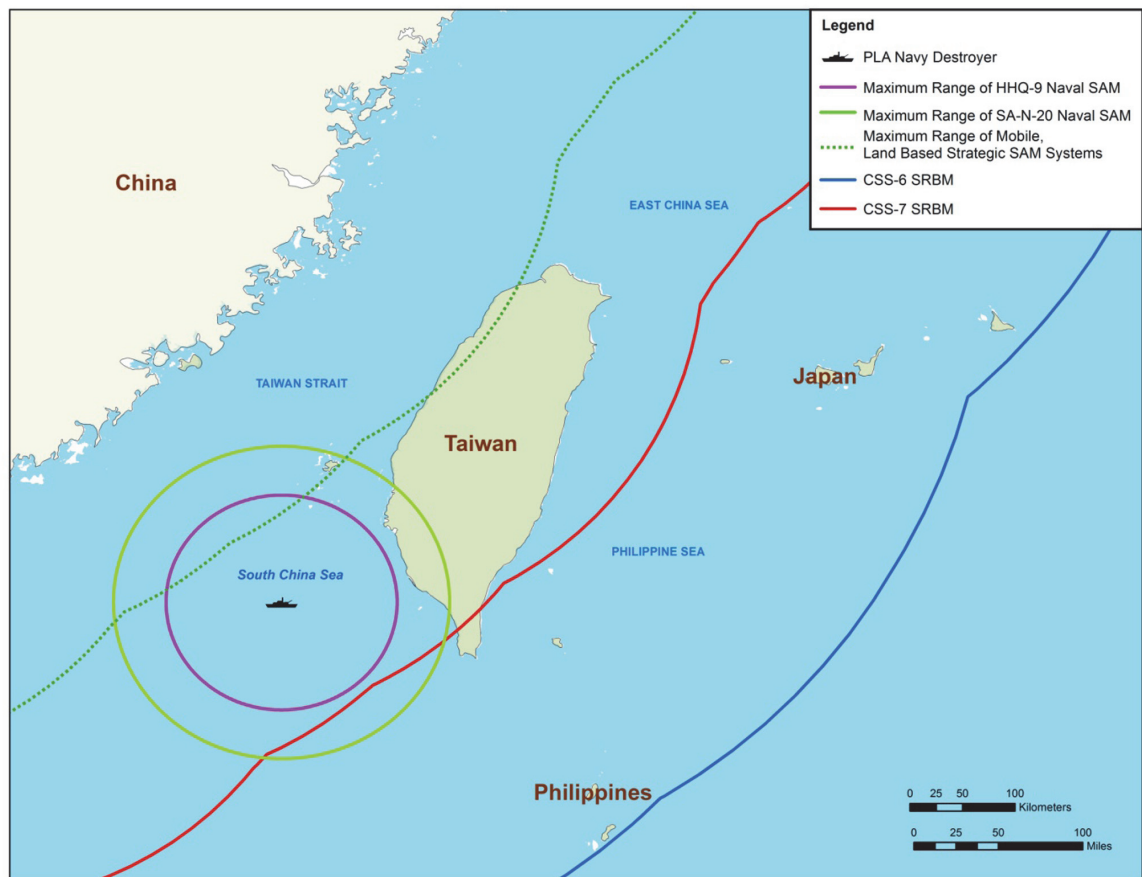 Legend
PLA Navy Destroyer
Maximum Range of HHQ-9 Naval SAM
Maximum Range of SA-N-20 Naval SAM
Maximum Range of Mobile,
Land Based Strategic SAM Systems
CSS-6 SRBM
CSS-7 SRBM
China
EAST CHINA SEA
TAIWAN STRAIT
Japan
Taiwan
PHILIPPINE SEA
South China Sea
Philippines
0 25 50 100
Kilometers
0 25 50 100
Miles